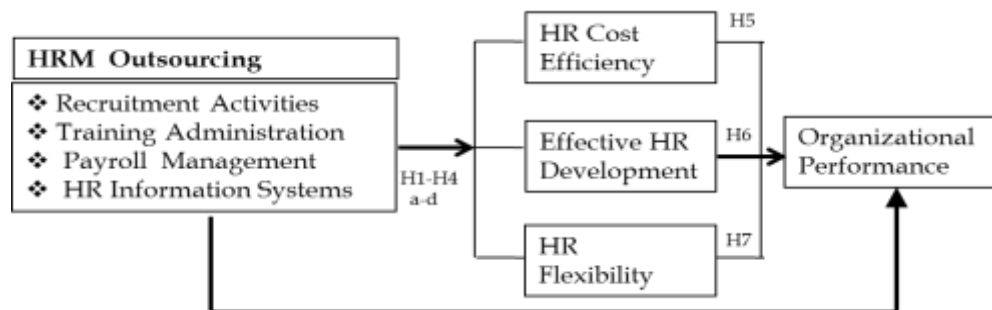 HRM Outsourcing
❖ Recruitment Activities
❖ Training Administration
❖ Payroll Management
❖ HR Information Systems
H1-H4
a-d
HR Cost
Efficiency
H5
Effective HR
Development
H6
HR
Flexibility
H7
Organizational
Performance